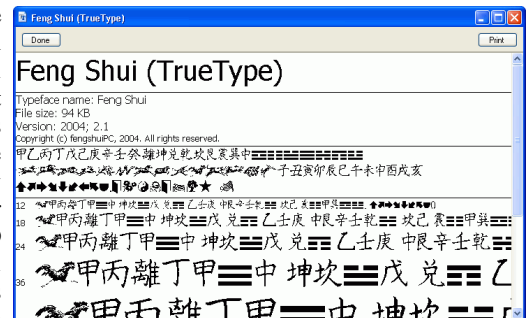 Feng Shui (TrueType)
Done
Print
Feng Shui (TrueType)
Typeface name: Feng Shui
File size: 94 KB
Version: 2004; 2.1
Copyright (c) fengshuiPC, 2004. All rights reserved.
甲乙丙丁戊己庚辛壬癸離坤兑乾坎艮震巽中
子丑寅卯辰巳午未申酉戌亥
12
18 甲丙離丁甲 中 坤坎 戊 兑 乙壬庚 中艮辛壬乾 坎己 震 甲巽
24 甲丙離丁甲 中 坤坎 戊 兑 乙壬庚 中艮辛壬乾
36 甲丙離丁甲 中 坤坎 戊 兑 乙